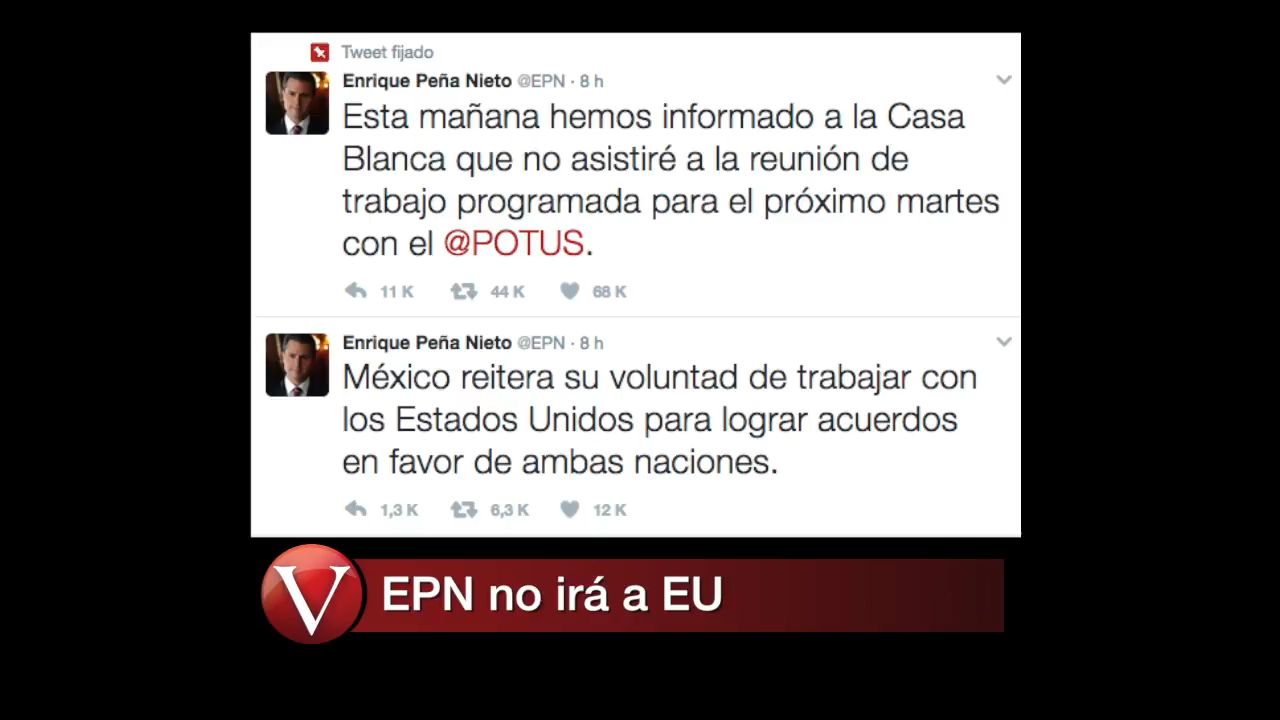 Tweet fijado
Enrique Peña Nieto @EPN · 8 h
Esta mañana hemos informado a la Casa
Blanca que no asistiré a la reunión de
trabajo programada para el próximo martes
con el @POTUS.
11 K 44 K 68 K
Enrique Peña Nieto @EPN · 8 h
México reitera su voluntad de trabajar con
los Estados Unidos para lograr acuerdos
en favor de ambas naciones.
1,3 K 6,3 K 12 K
V EPN no irá a EU